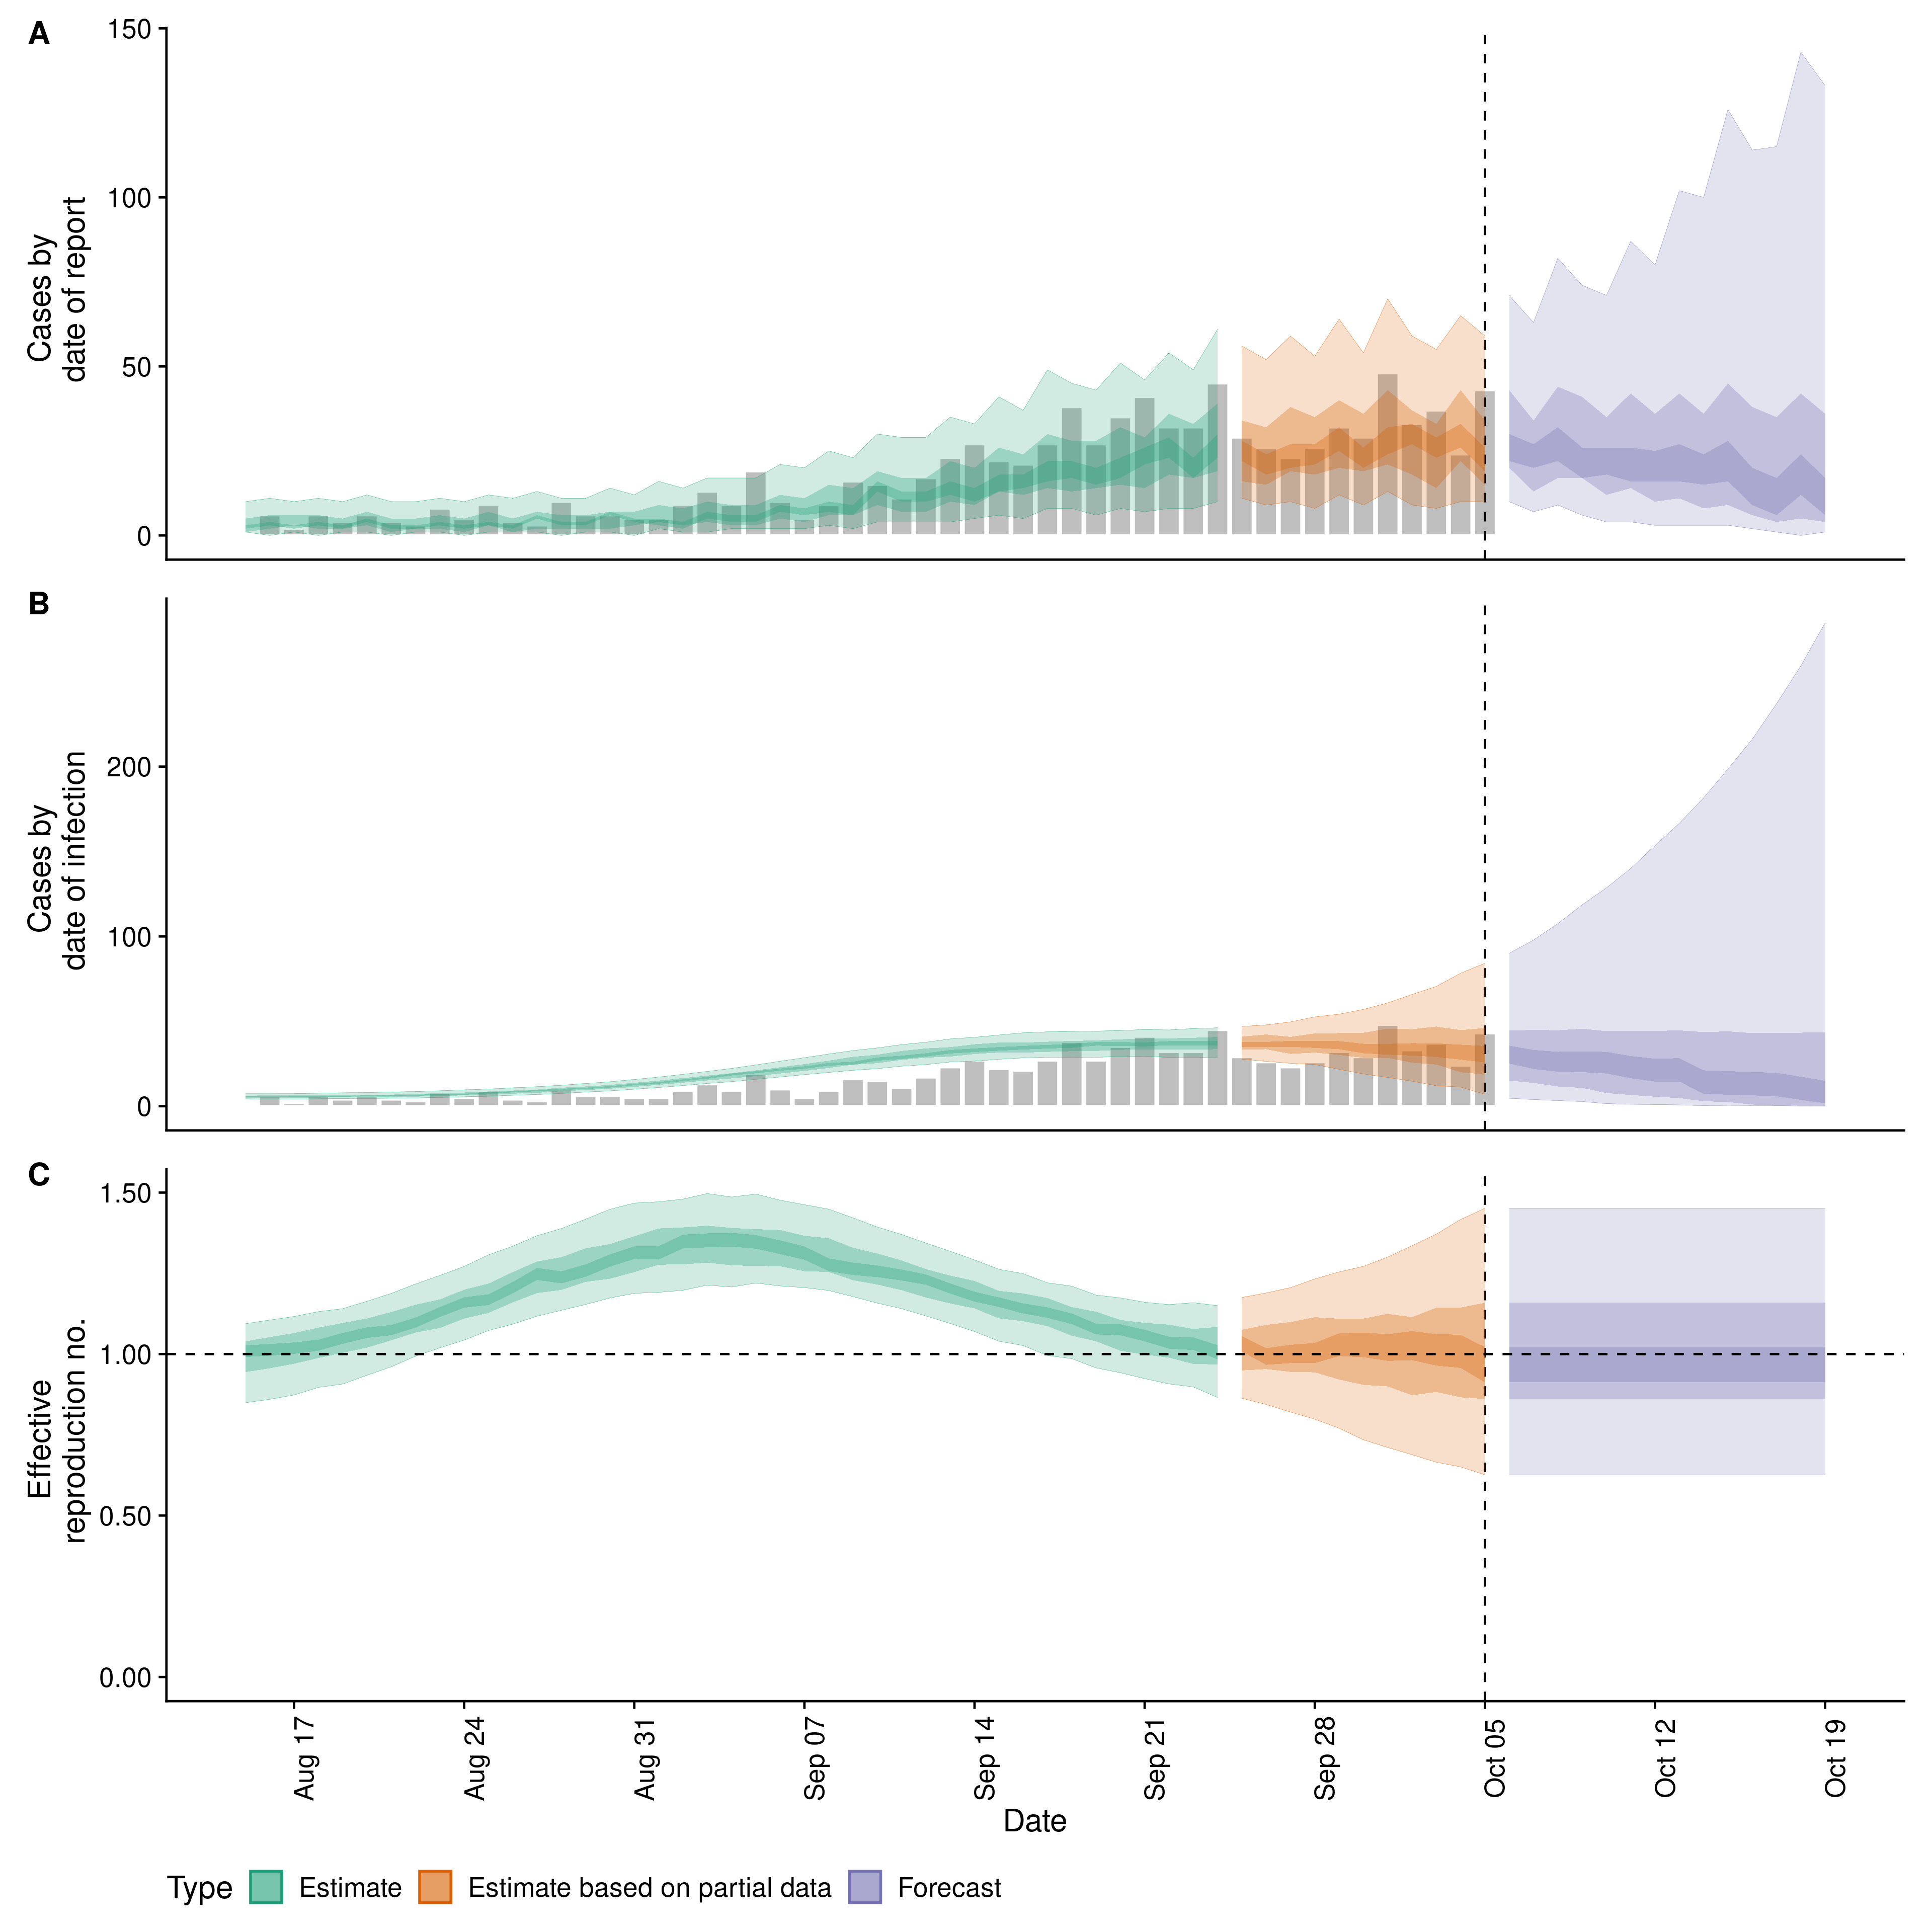 A
150
100
50
0
Cases by
date of report
B
200
100
0
Cases by
date of infection
C
1.50
1.00
0.50
0.00
Effective
reproduction no.
Aug 17
Aug 24
Aug 31
Sep 07
Sep 14
Sep 21
Sep 28
Oct 05
Oct 12
Oct 19
Date
Type Estimate Estimate based on partial data Forecast